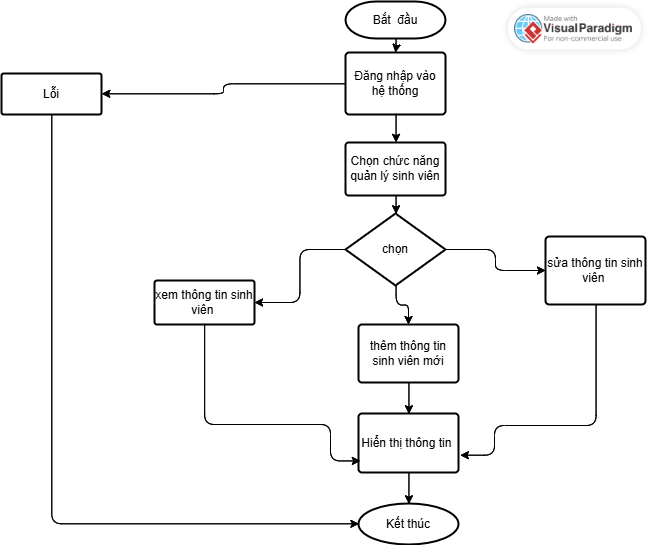 Bắt đầu
Made with
Visual Paradigm
For non-commercial use
Đăng nhập vào
hệ thống
Lỗi
Chọn chức năng
quản lý sinh viên
chọn
sửa thông tin sinh
viên
xem thông tin sinh
viên
thêm thông tin
sinh viên mới
Hiển thị thông tin
Kết thúc